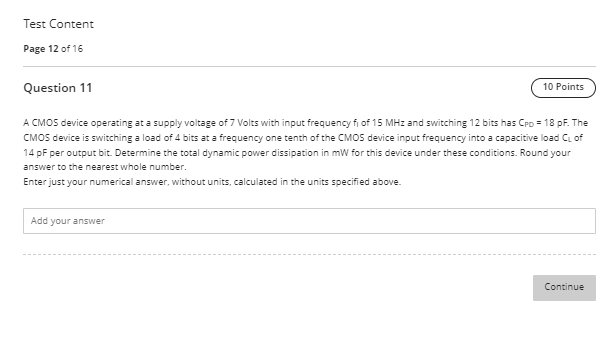 Test Content
Page 12 of 16
Question 11
10 Points
A CMOS device operating at a supply voltage of 7 Volts with input frequency fI of 15 MHz and switching 12 bits has CPD = 18 pF. The
CMOS device is switching a load of 4 bits at a frequency one tenth of the CMOS device input frequency into a capacitive load CL of
14 pF per output bit. Determine the total dynamic power dissipation in mW for this device under these conditions. Round your
answer to the nearest whole number.
Enter just your numerical answer, without units, calculated in the units specified above.
Add your answer
Continue